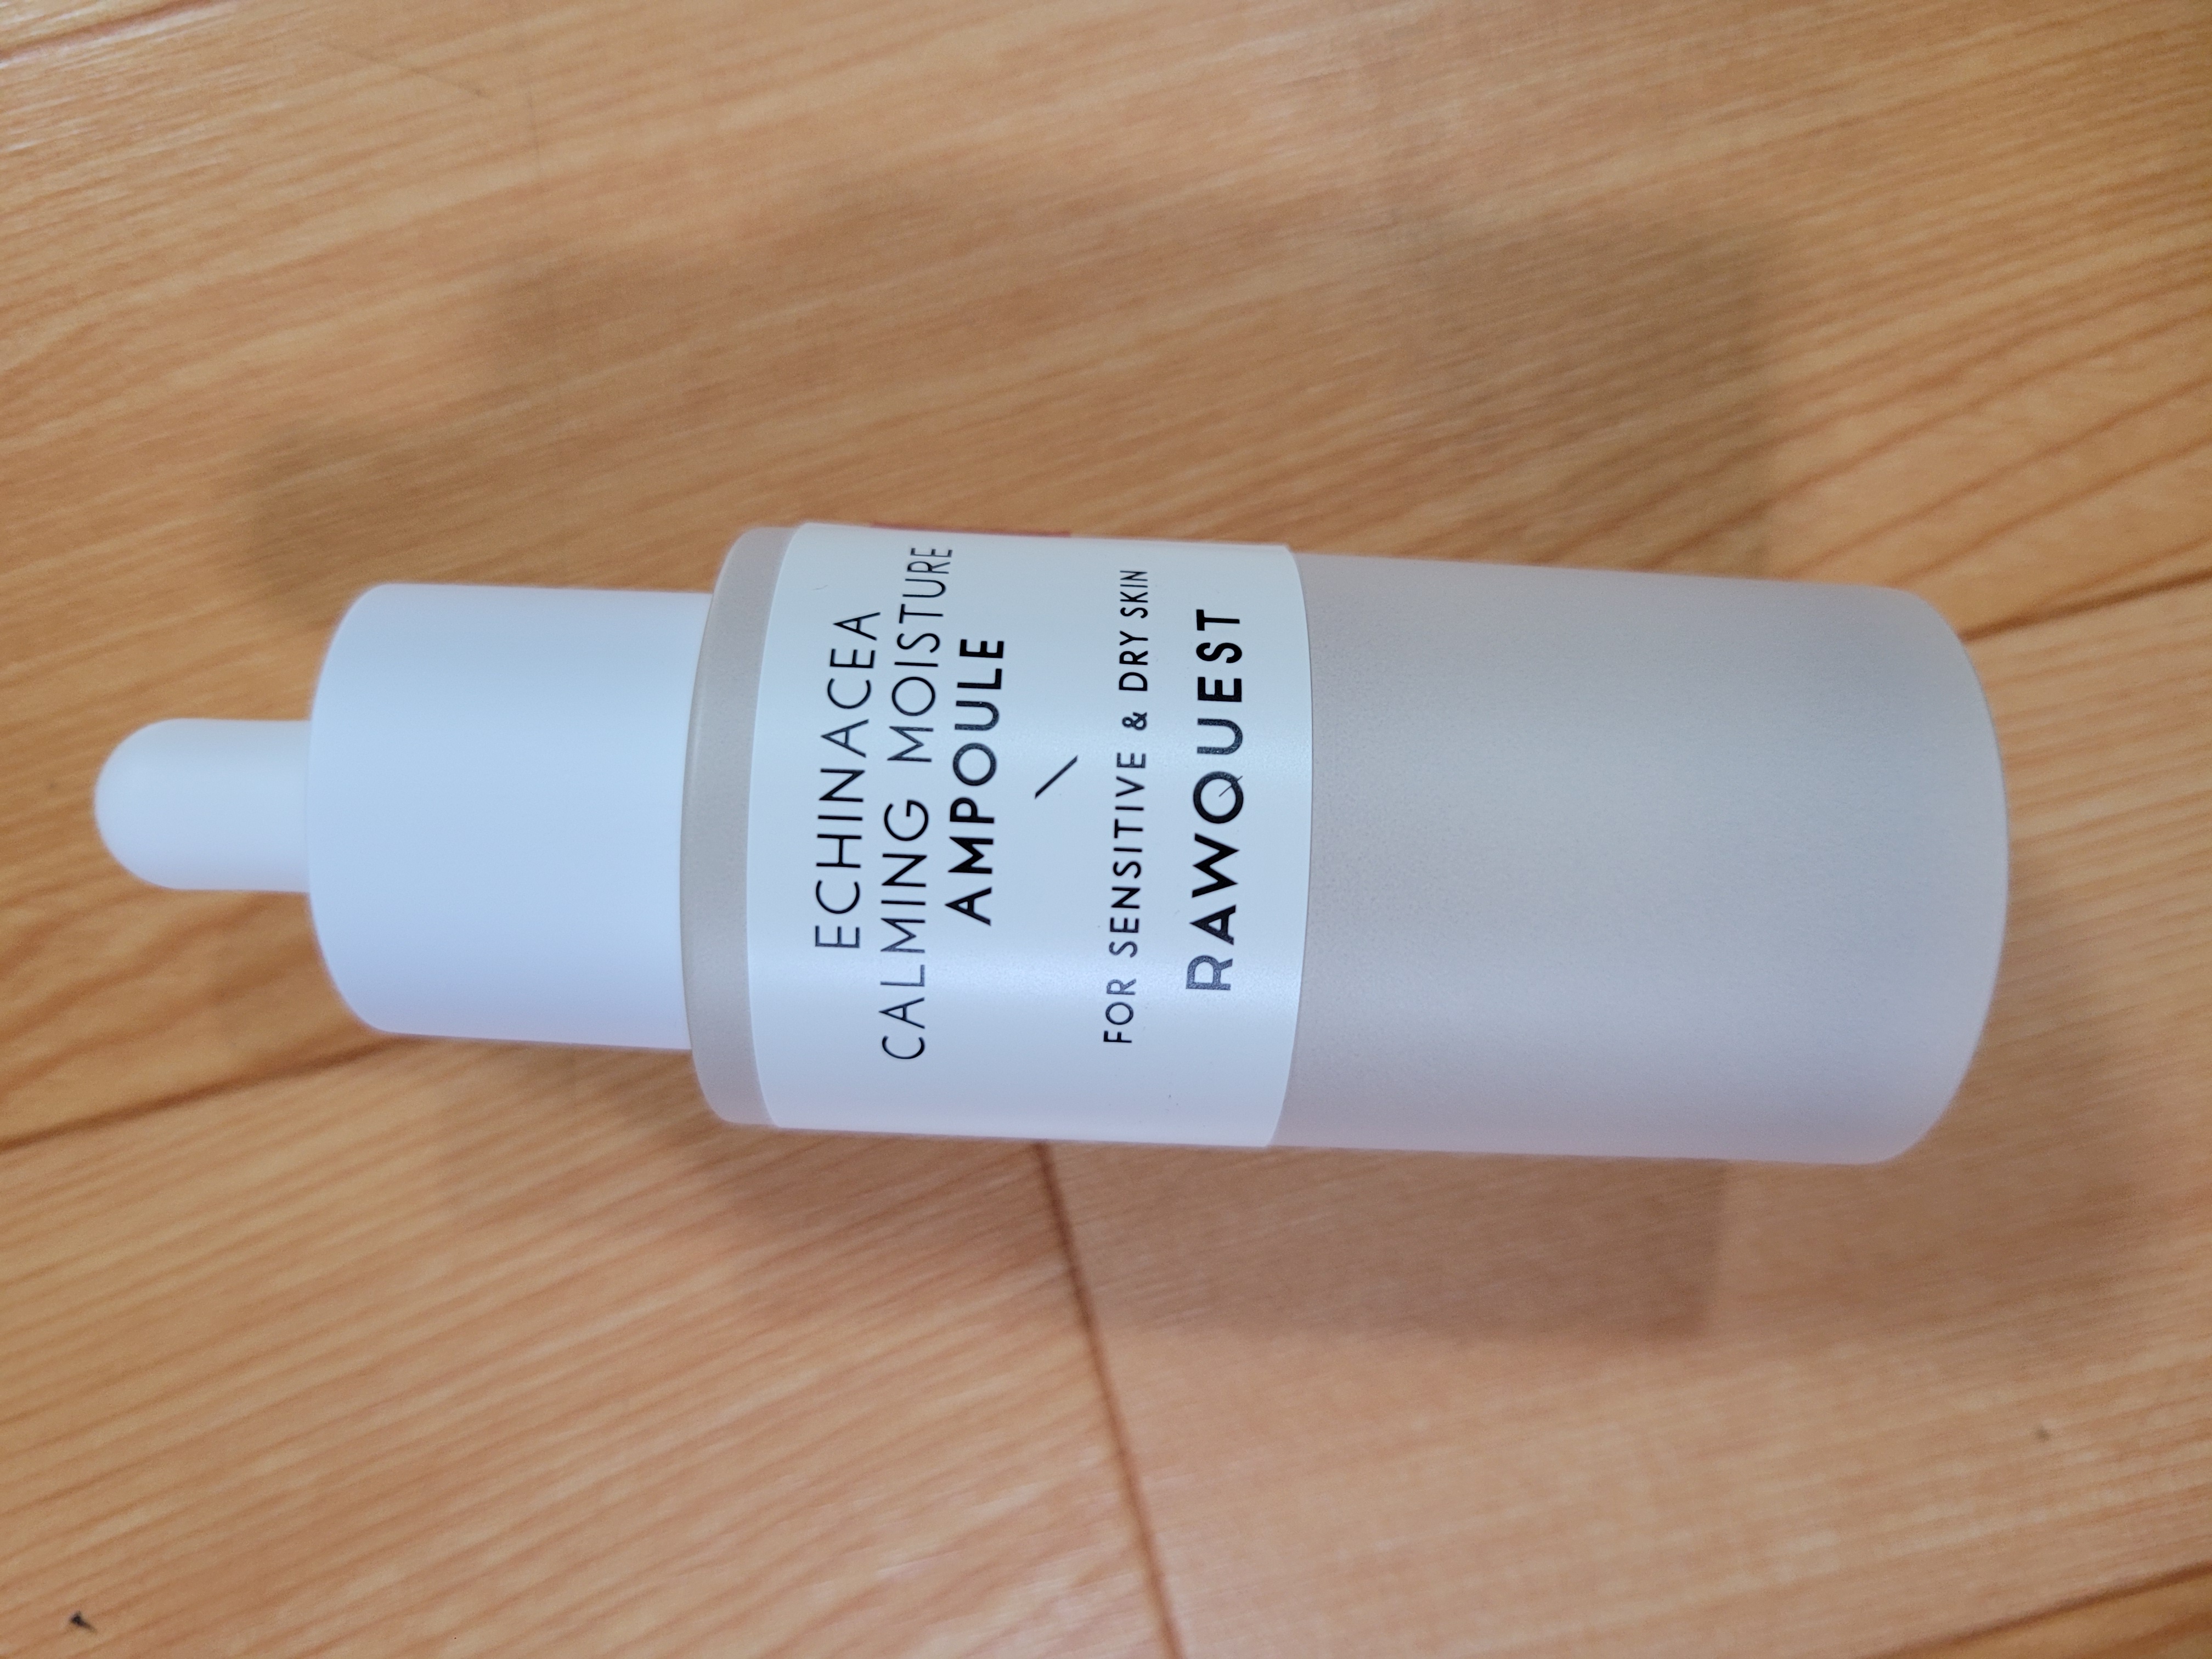 ECHINACEA
CALMING MOISTURE
AMPOULE
FOR SENSITIVE & DRY SKIN
RAWQUEST